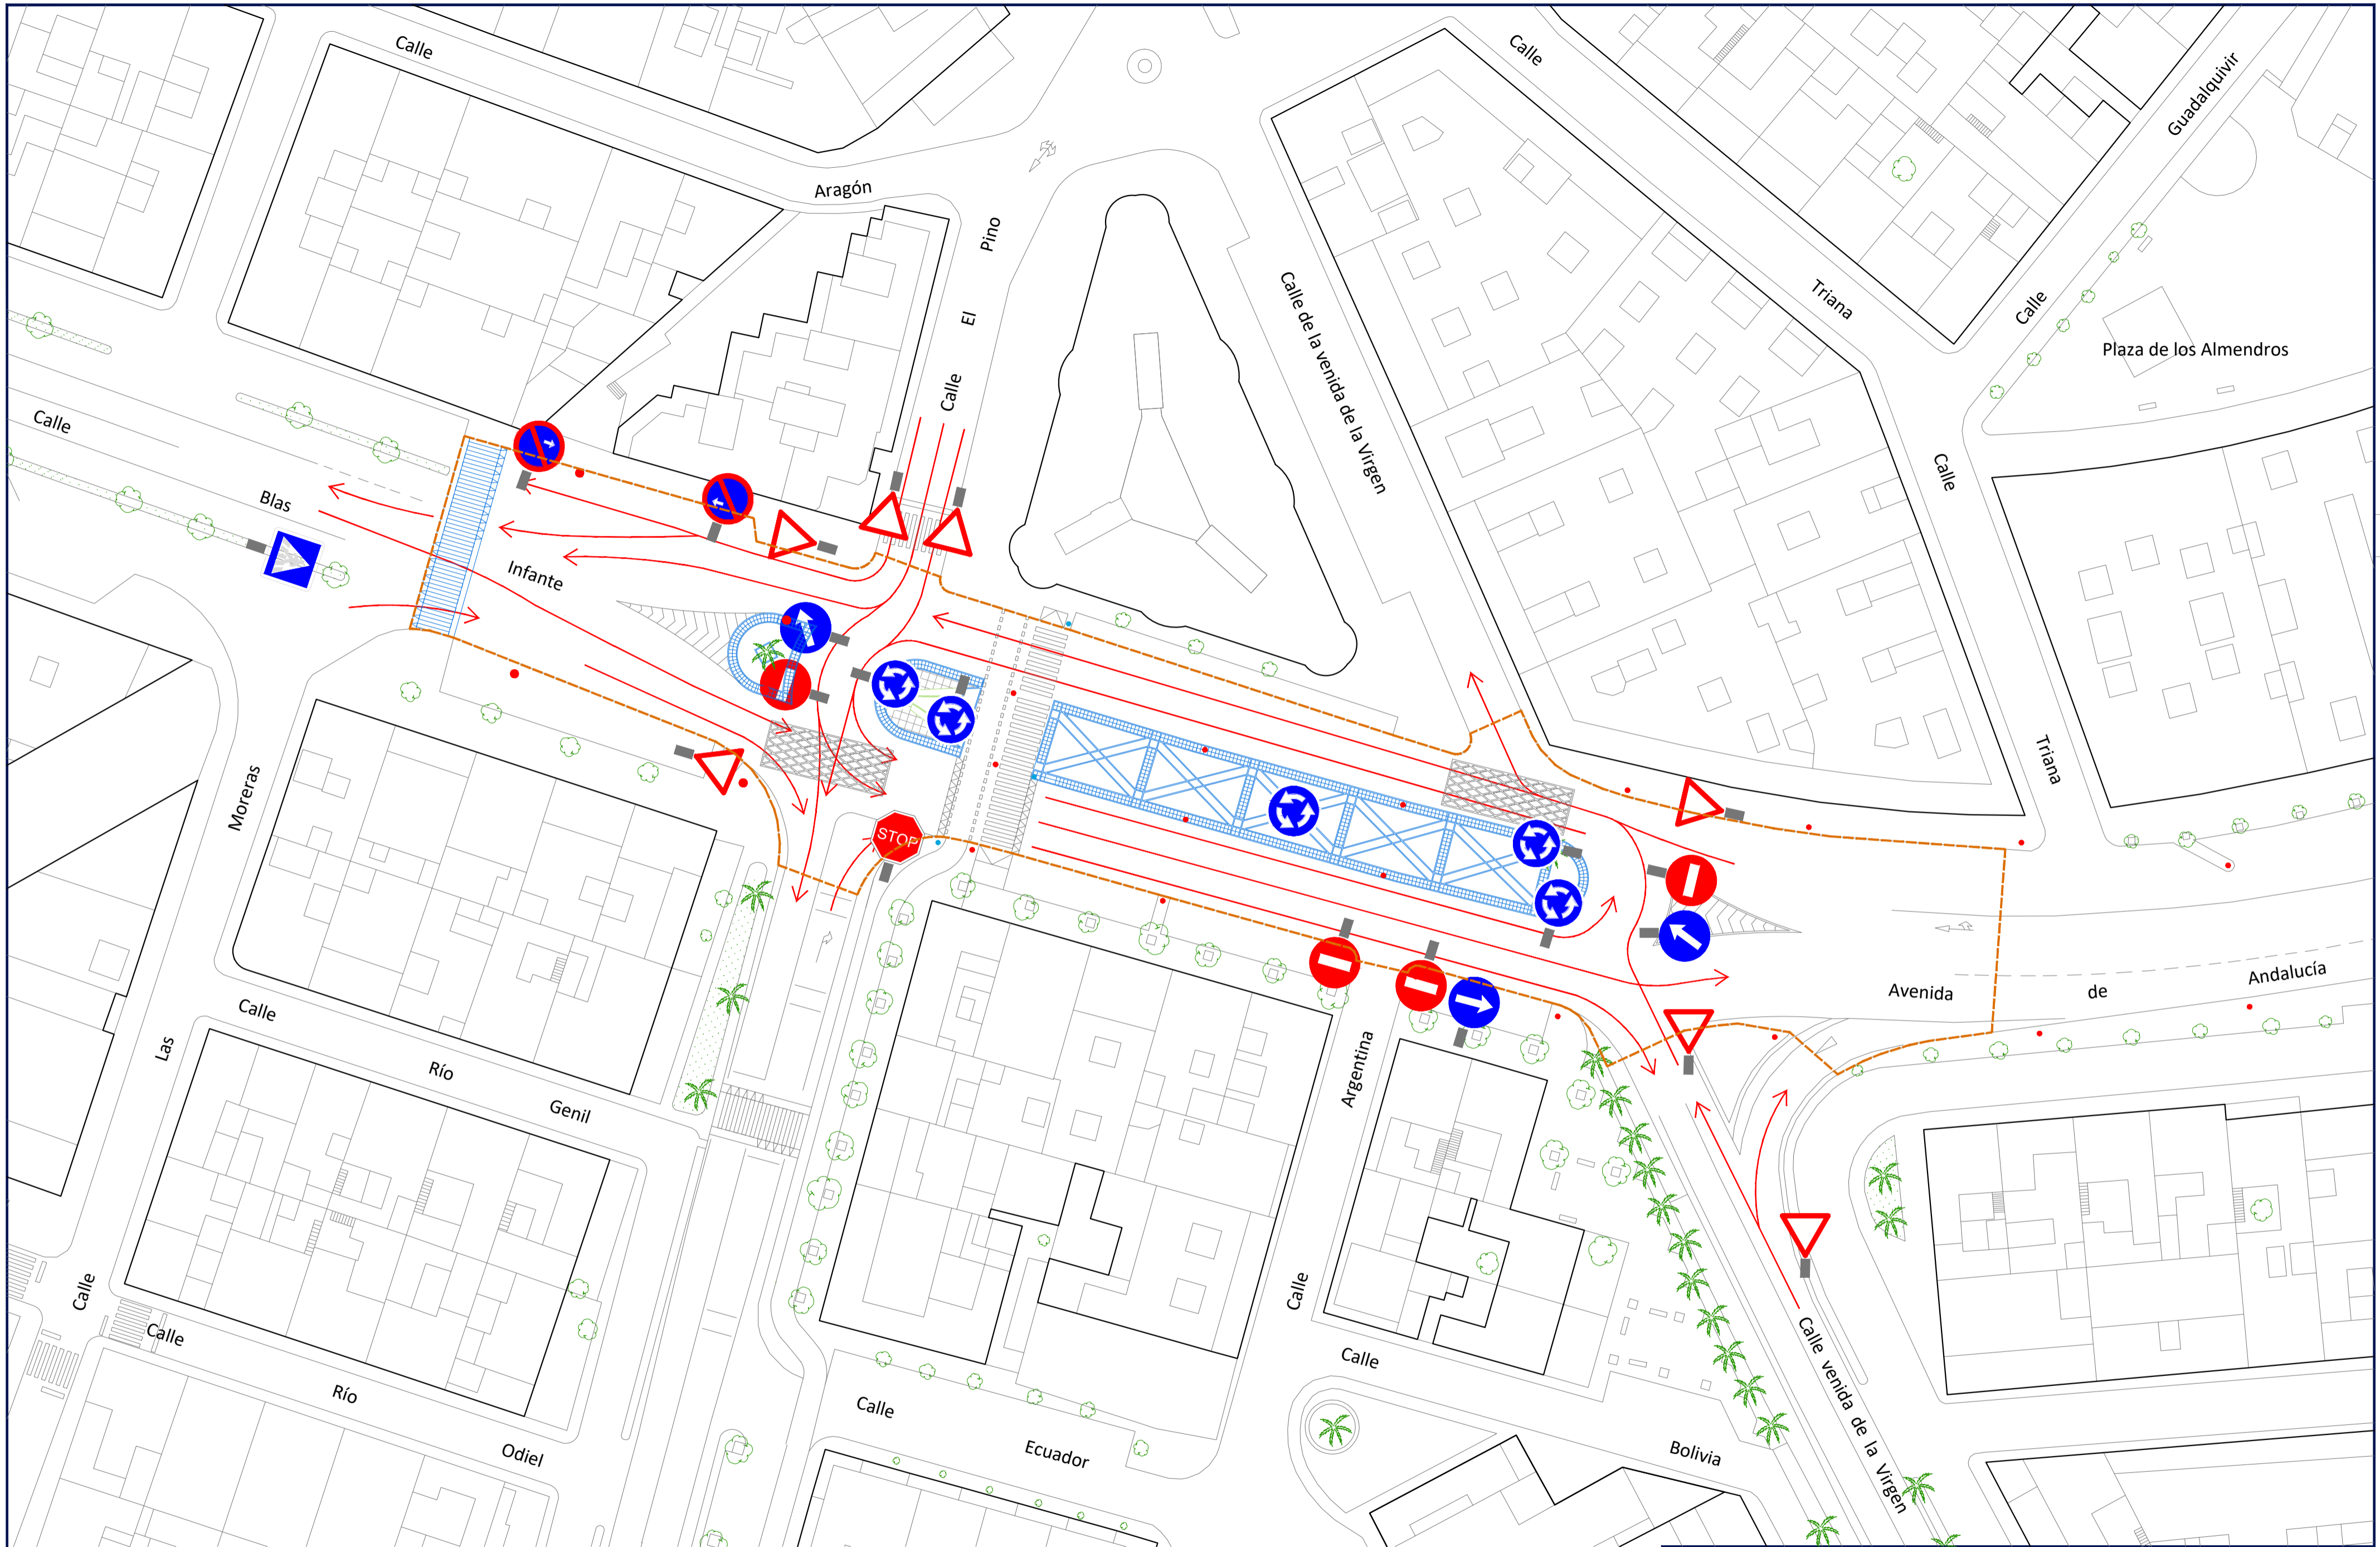 Calle
Aragón
Calle El Pino
Calle de la venida de la Virgen
Calle
Triana
Calle
Guadalquivir
Plaza de los Almendros
Calle
Triana
Calle
Blas
Infante
STOP
Calle
Las
Moreras
Calle
Río
Genil
Calle
Río
Odiel
Calle
Argentina
Avenida
de
Andalucía
Calle
Ecuador
Calle
Bolivia
Calle venida de la Virgen